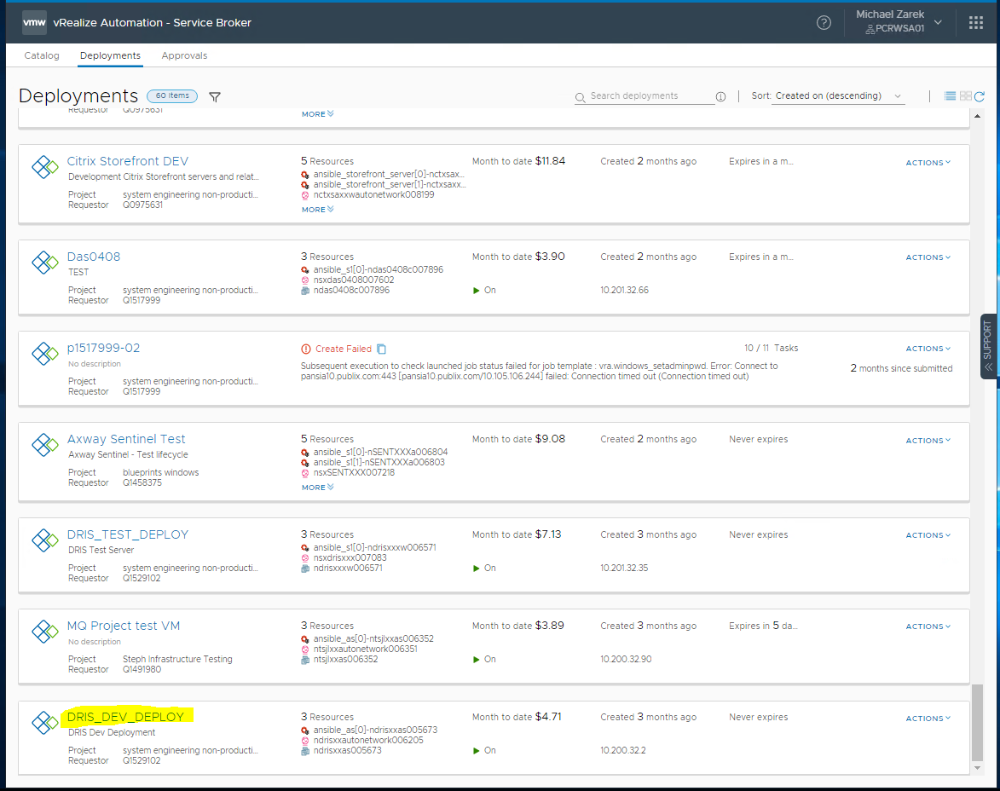 vmw vRealize Automation - Service Broker
Michael Zarek
PCRWSA01
Catalog Deployments Approvals
Deployments 60 items
Search deployments
Sort: Created on (descending)
Requestor Q0975631
MORE
Citrix Storefront DEV
Development Citrix Storefront servers and relat...
Project system engineering non-producti...
Requestor Q0975631
5 Resources
ansible_storefront_server[0]-nctxsax...
ansible_storefront_server[1]-nctxsaxx...
nctxsaxxwautonetwork008199
MORE
Month to date $11.84
Created 2 months ago
Expires in a m...
ACTIONS
Das0408
TEST
Project system engineering non-producti...
Requestor Q1517999
3 Resources
ansible_s1[0]-ndas0408c007896
nsxdas0408007602
ndas0408c007896
Month to date $3.90
On
Created 2 months ago
10.201.32.66
Expires in a m...
ACTIONS
p1517999-02
No description
Project system engineering non-producti...
Requestor Q1517999
Create Failed
10 / 11 Tasks
Subsequent execution to check launched job status failed for job template : vra.windows_setadminpwd. Error: Connect to
pansia10.publix.com:443 [pansia10.publix.com/10.105.106.244] failed: Connection timed out (Connection timed out)
ACTIONS
2 months since submitted
SUPPORT
Axway Sentinel Test
Axway Sentinel - Test lifecycle
Project blueprints windows
Requestor Q1458375
5 Resources
ansible_s1[0]-nSENTXXXa006804
ansible_s1[1]-nSENTXXXa006803
nsxSENTXXX007218
MORE
Month to date $9.08
Created 2 months ago
Never expires
ACTIONS
DRIS_TEST_DEPLOY
DRIS Test Server
Project system engineering non-producti...
Requestor Q1529102
3 Resources
ansible_s1[0]-ndrisxxxw006571
nsxdrisxxx007083
ndrisxxxw006571
Month to date $7.13
On
Created 3 months ago
10.201.32.35
Never expires
ACTIONS
MQ Project test VM
No description
Project Steph Infrastructure Testing
Requestor Q1491980
3 Resources
ansible_as[0]-ntsjlxxas006352
ntsjlxxautonetwork006351
ntsjlxxas006352
Month to date $3.89
On
Created 3 months ago
10.200.32.90
Expires in 5 da...
ACTIONS
DRIS_DEV_DEPLOY
DRIS Dev Deployment
Project system engineering non-producti...
Requestor Q1529102
3 Resources
ansible_as[0]-ndrisxxas005673
ndrisxxautonetwork006205
ndrisxxas005673
Month to date $4.71
On
Created 3 months ago
10.200.32.2
Never expires
ACTIONS